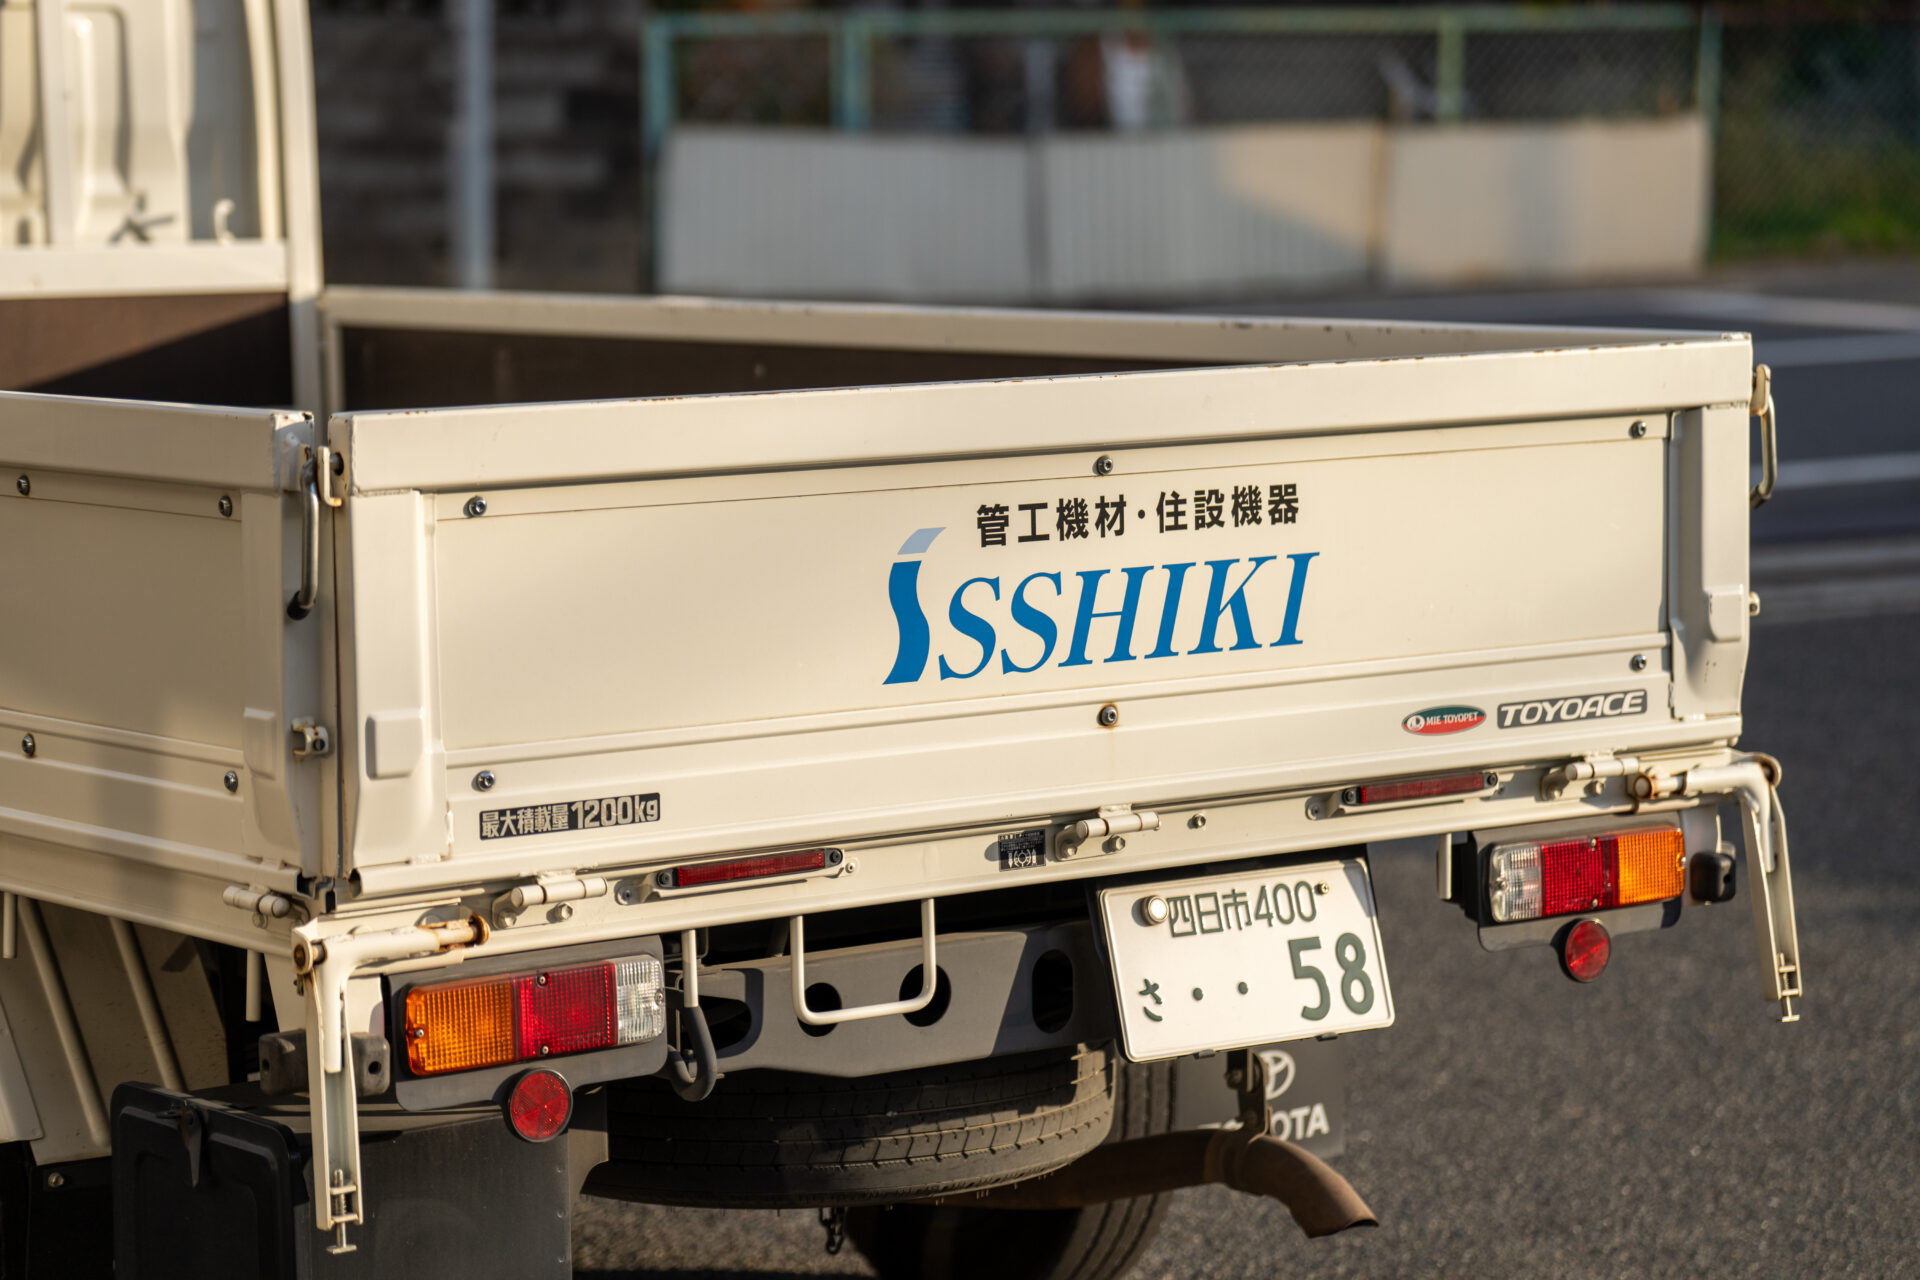 管工機材・住設機器
ISSHIKI
MIE TOYOPET
TOYOACE
最大積載量1200kg
四日市400
さ・・58
TOYOTA